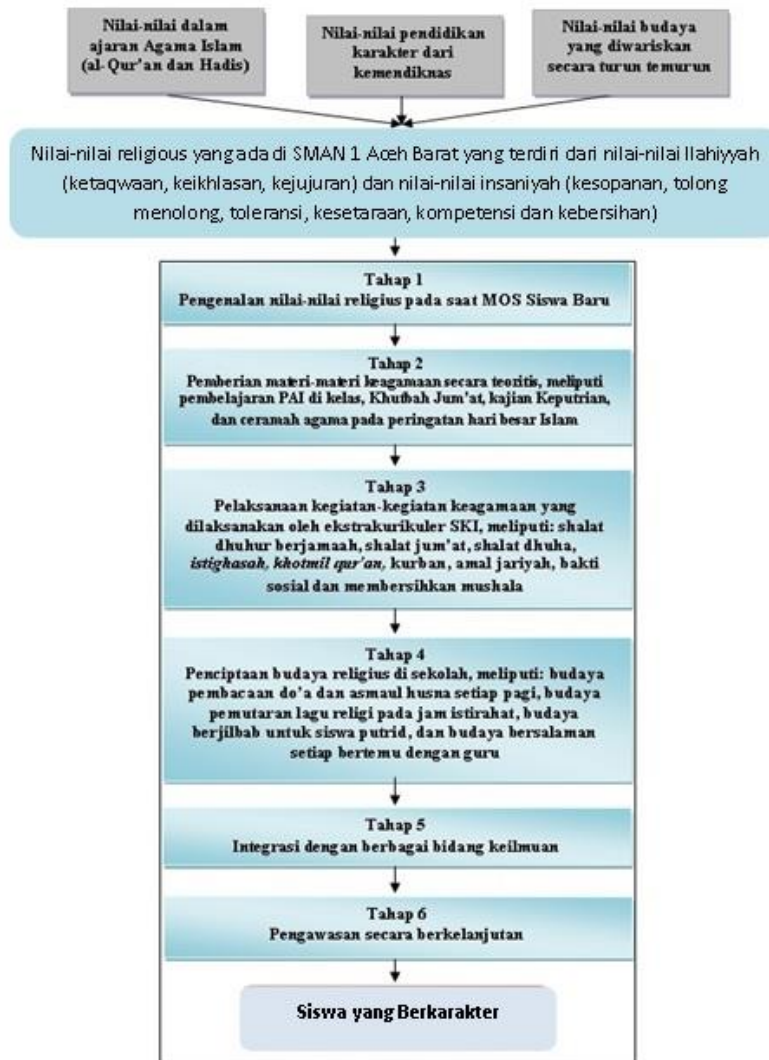 Nilai-nilai dalam
ajaran Agama Islam
(al-Qur'an dan Hadis)
Nilai-nilai pendidikan
karakter dari
kemendiknas
Nilai-nilai budaya
yang diwariskan
secara turun temurun
Nilai-nilai religious yang ada di SMAN 1 Aceh Barat yang terdiri dari nilai-nilai Ilahiyyah
(ketaqwaan, keikhlasan, kejujuran) dan nilai-nilai insaniyah (kesopanan, tolong
menolong, toleransi, kesetaraan, kompetensi dan kebersihan)
Tahap 1
Pengenalan nilai-nilai religius pada saat MOS Siswa Baru
Tahap 2
Pemberian materi-materi keagamaan secara teoritis, meliputi
pembelajaran PAI di kelas, Khutbah Jum'at, kajian Keputrian,
dan ceramah agama pada peringatan hari besar Islam
Tahap 3
Pelaksanaan kegiatan-kegiatan keagamaan yang
dilaksanakan oleh ekstrakurikuler SKI, meliputi: shalat
dhuhur berjamaah, shalat jum'at, shalat dhuha,
istighasah, khotmil qur'an, kurban, amal jariyah, bakti
sosial dan membersihkan mushala
Tahap 4
Penciptaan budaya religius di sekolah, meliputi: budaya
pembacaan do'a dan asmaul husna setiap pagi, budaya
pemutaran lagu religi pada jam istirahat, budaya
berjilbab untuk siswa putrid, dan budaya bersalaman
setiap bertemu dengan guru
Tahap 5
Integrasi dengan berbagai bidang keilmuan
Tahap 6
Pengawasan secara berkelanjutan
Siswa yang Berkarakter